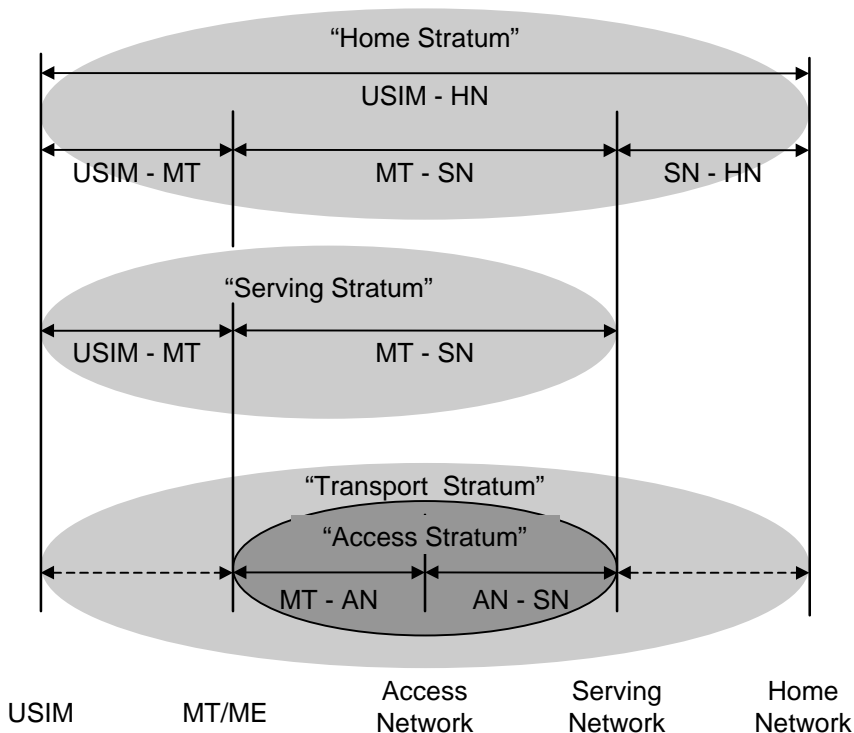 “Home Stratum”
USIM - HN
USIM - MT
MT - SN
SN - HN
“Serving Stratum”
USIM - MT
MT - SN
“Transport Stratum”
“Access Stratum”
MT - AN
AN - SN
USIM
MT/ME
Access
Network
Serving
Network
Home
Network